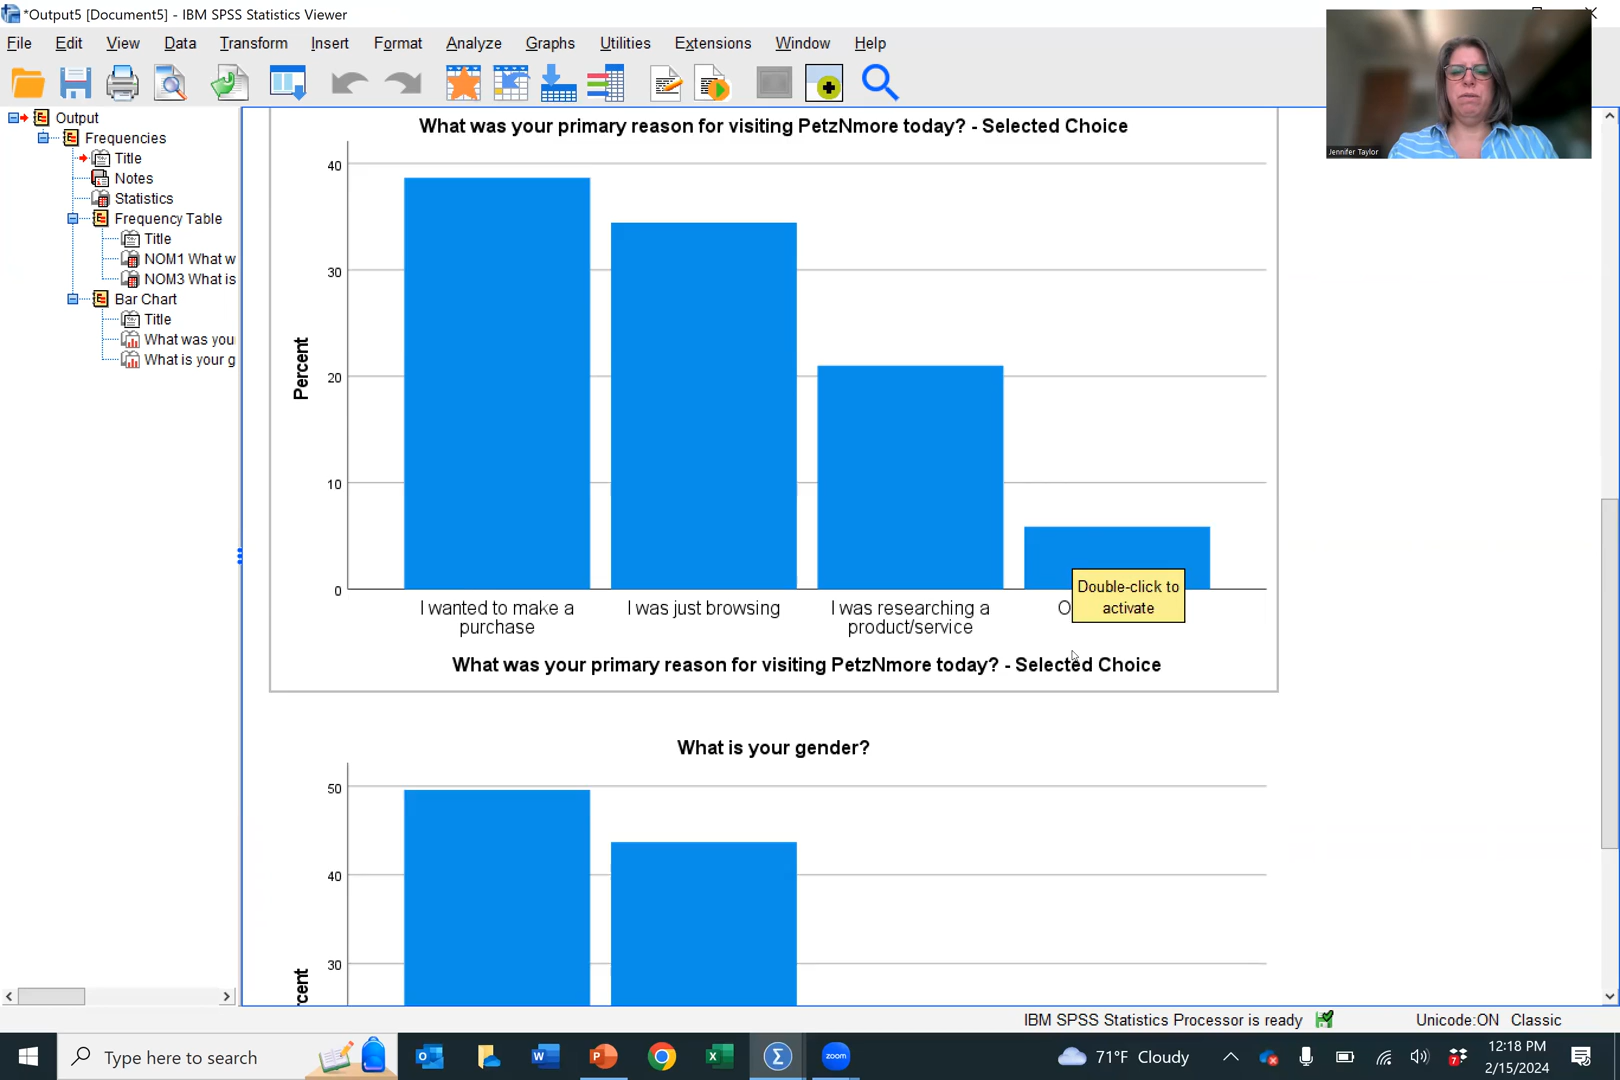 *Output5 [Document5] - IBM SPSS Statistics Viewer
File Edit View Data Transform Insert Format Analyze Graphs Utilities Extensions Window Help
Jennifer Taylor
Output
Frequencies
Title
Notes
Statistics
Frequency Table
Title
NOM1 What w
NOM3 What is
Bar Chart
Title
What was you
What is your g
What was your primary reason for visiting PetzNmore today? - Selected Choice
40
30
20
10
0
Percent
I wanted to make a
purchase
I was just browsing
I was researching a
product/service
O
Double-click to
activate
What was your primary reason for visiting PetzNmore today? - Selected Choice
What is your gender?
50
40
30
rcent
IBM SPSS Statistics Processor is ready
Unicode:ON Classic
Type here to search
zoom
71°F Cloudy
7
12:18 PM
2/15/2024